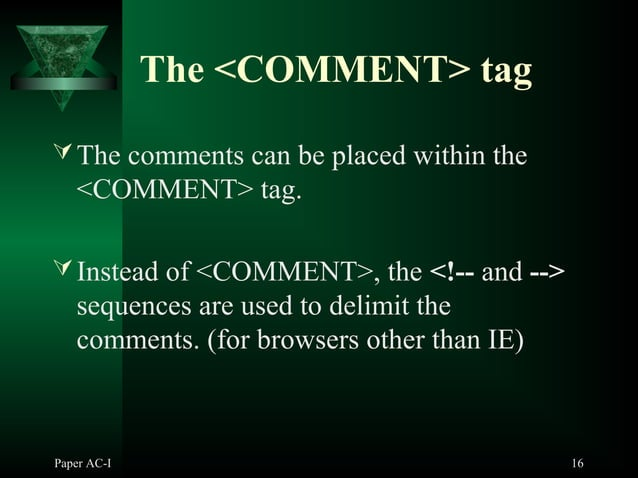 The <COMMENT> tag
The comments can be placed within the
<COMMENT> tag.
Instead of <COMMENT>, the <!-- and -->
sequences are used to delimit the
comments. (for browsers other than IE)
Paper AC-I
16